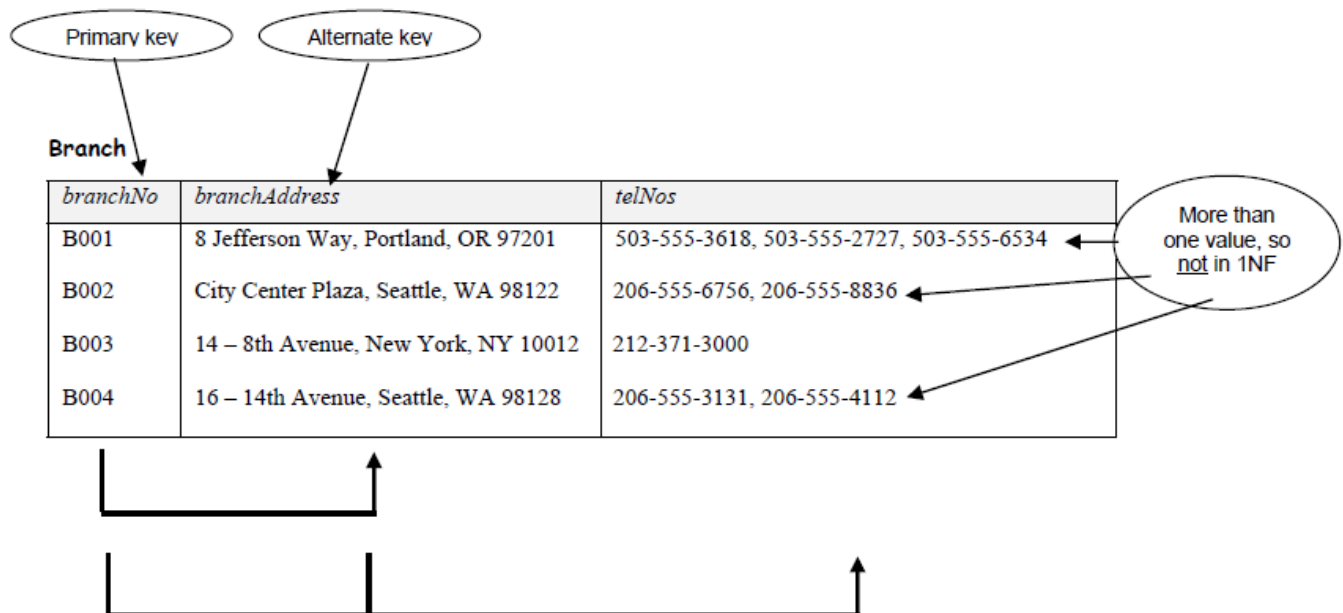 Primary key
Alternate key
Branch
branchNo branchAddress telNos
B001 8 Jefferson Way, Portland, OR 97201 503-555-3618, 503-555-2727, 503-555-6534
B002 City Center Plaza, Seattle, WA 98122 206-555-6756, 206-555-8836
B003 14 – 8th Avenue, New York, NY 10012 212-371-3000
B004 16 – 14th Avenue, Seattle, WA 98128 206-555-3131, 206-555-4112
More than
one value, so
not in 1NF